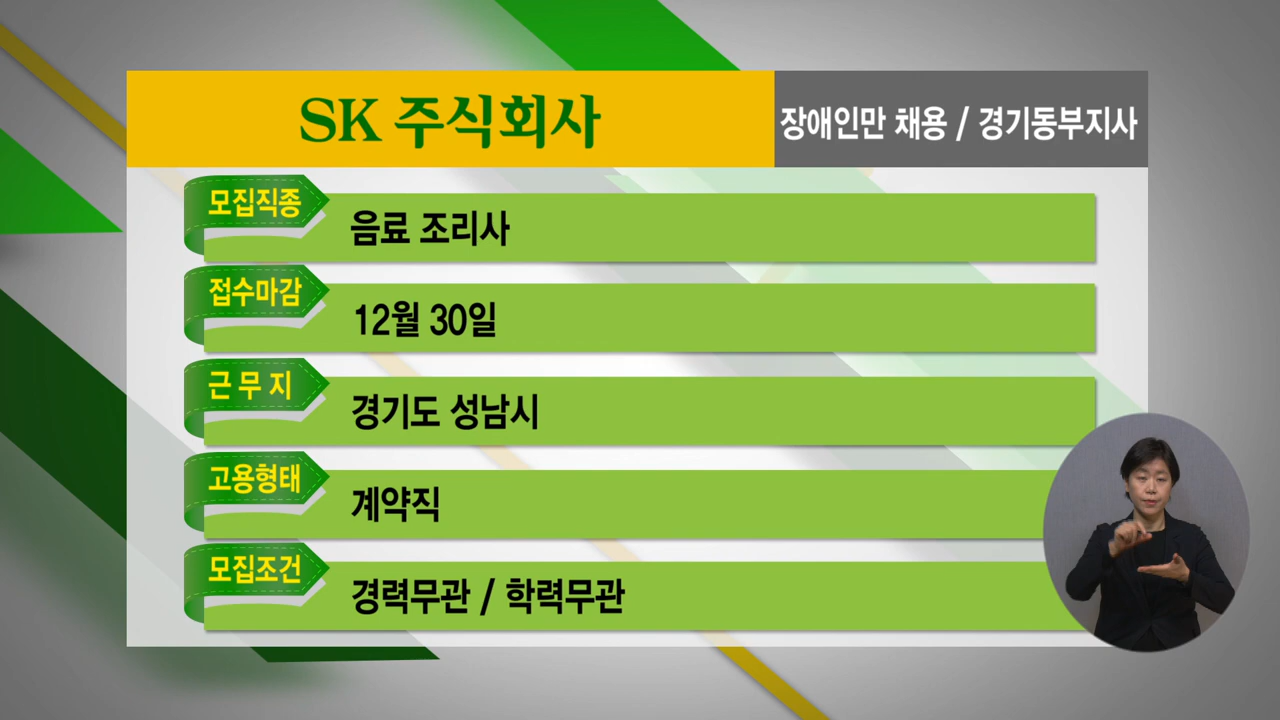 SK 주식회사
장애인만 채용 / 경기동부지사
모집직종
음료 조리사
접수마감
12월 30일
근 무 지
경기도 성남시
고용형태
계약직
모집조건
경력무관 / 학력무관